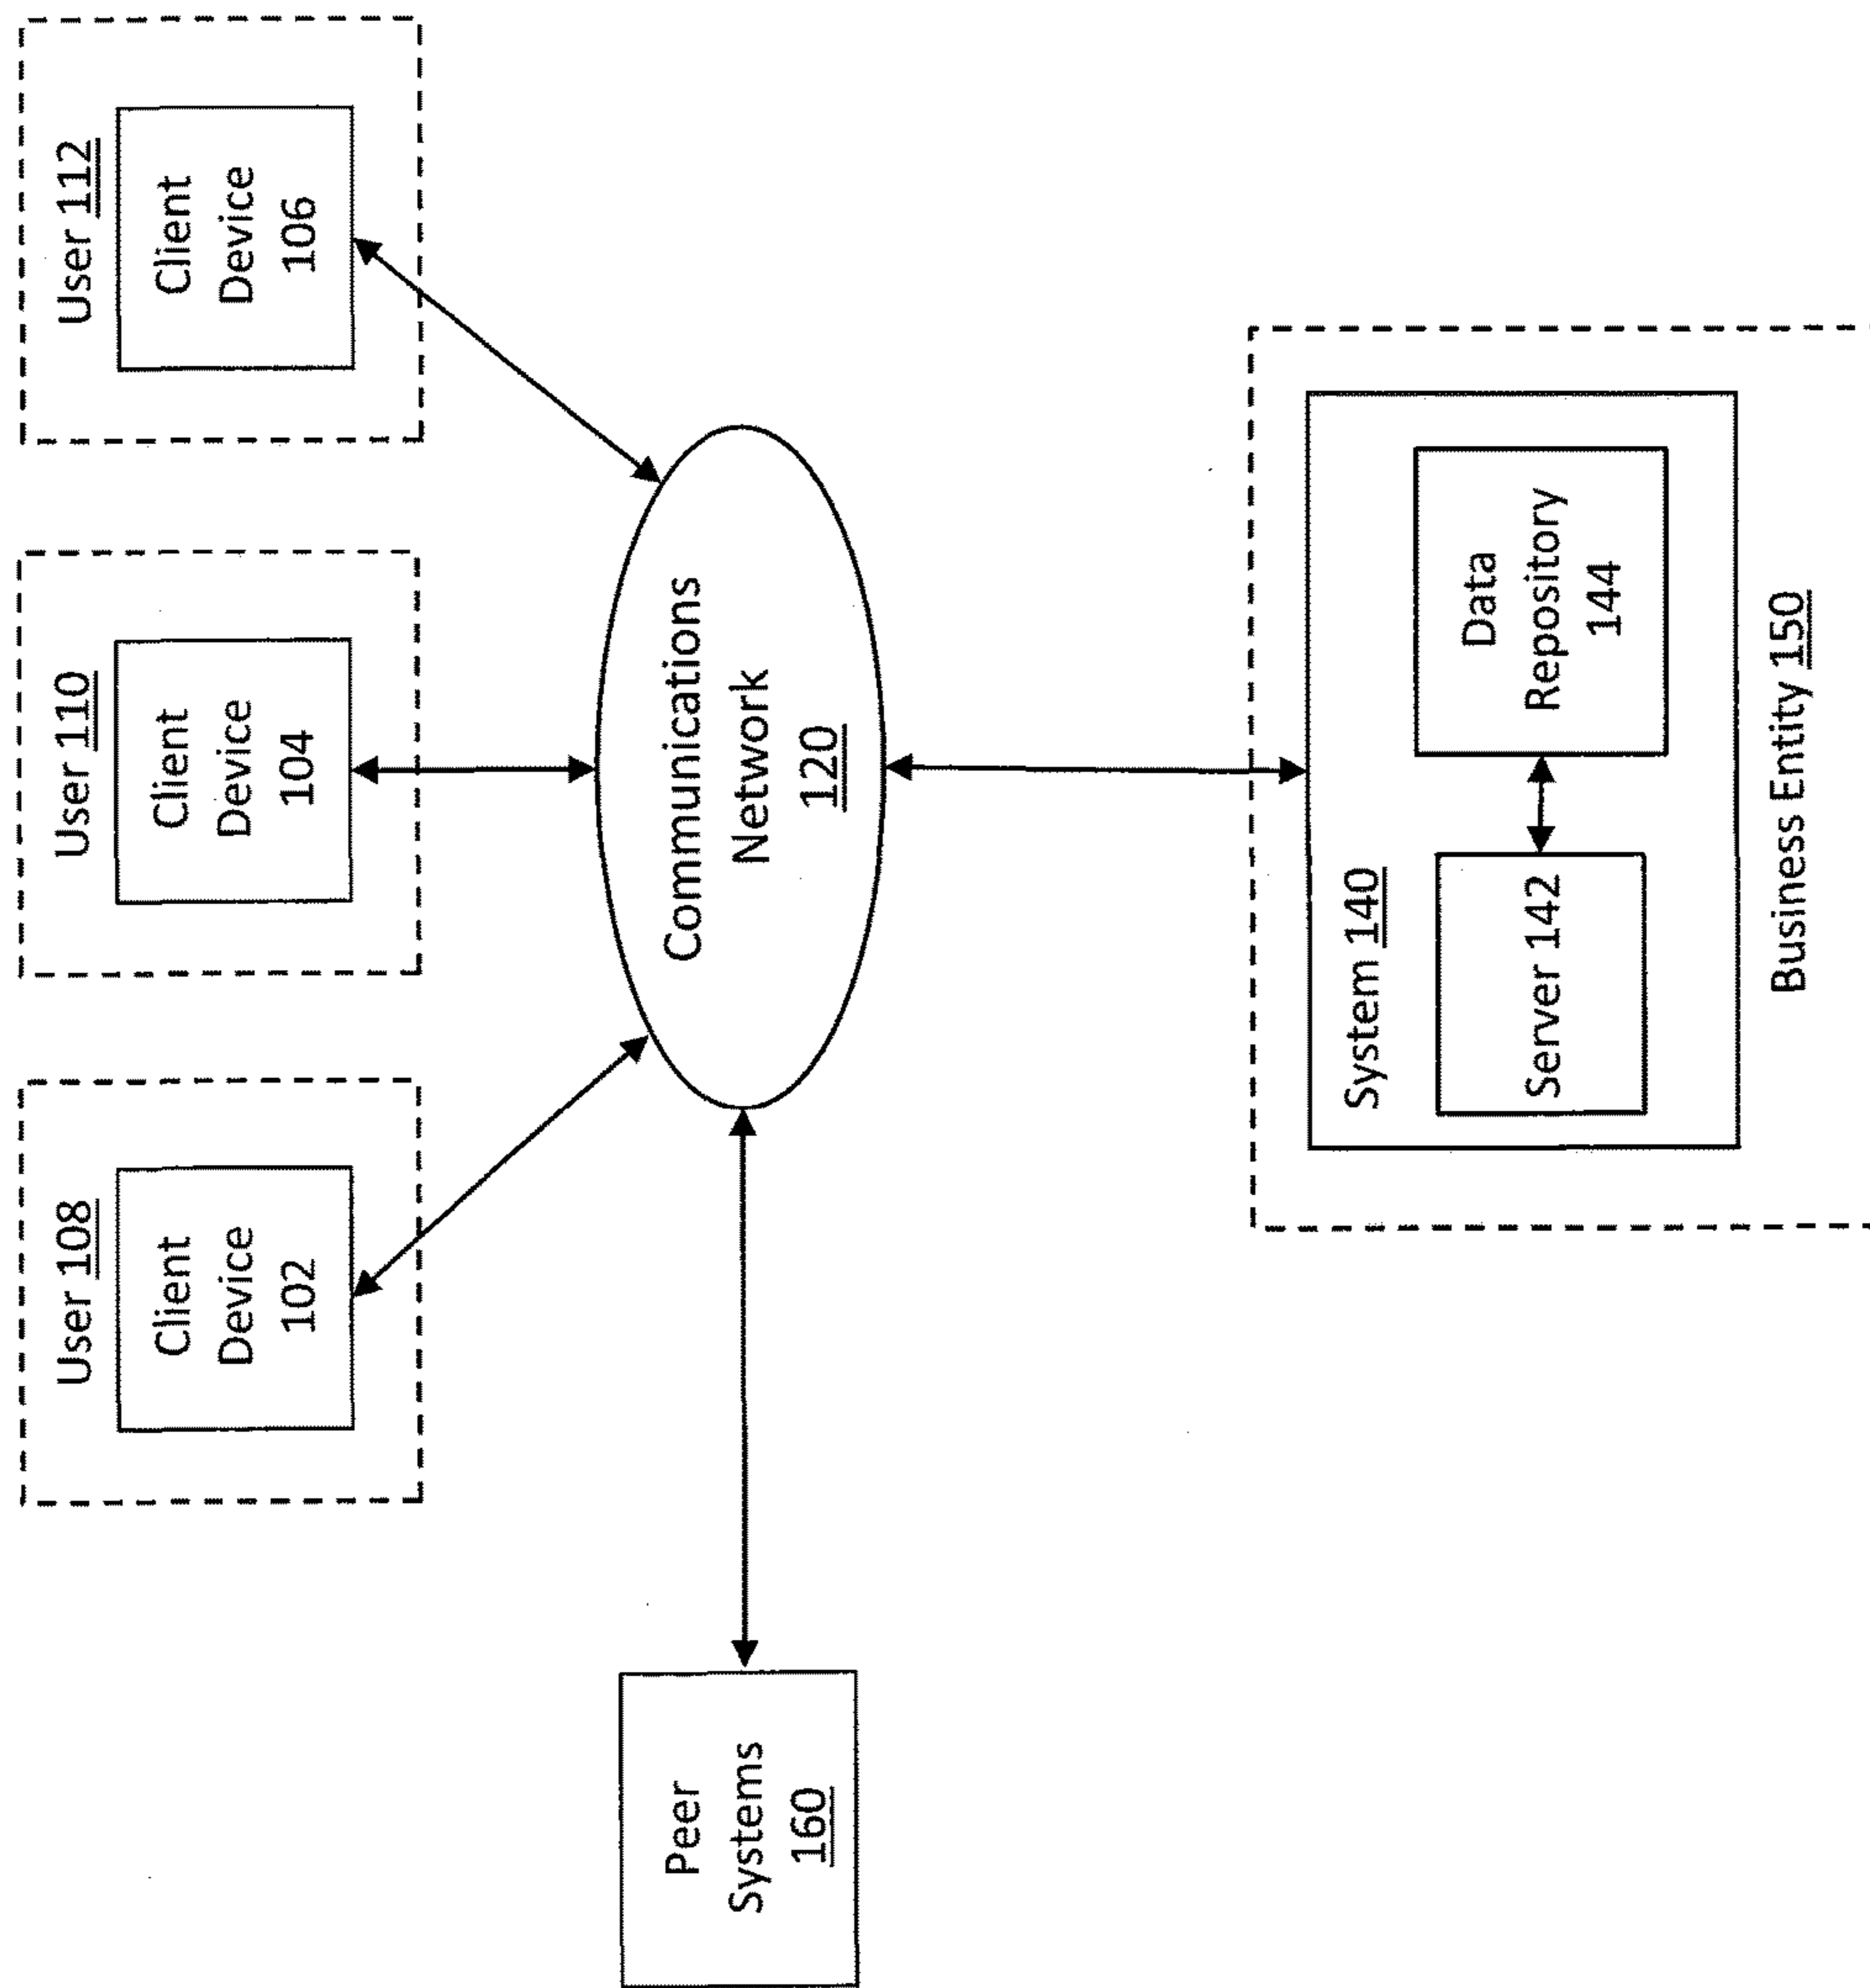 User 108
Client
Device
102
User 110
Client
Device
104
User 112
Client
Device
106
Peer
Systems
160
Communications
Network
120
System 140
Server 142
Data
Repository
144
Business Entity 150